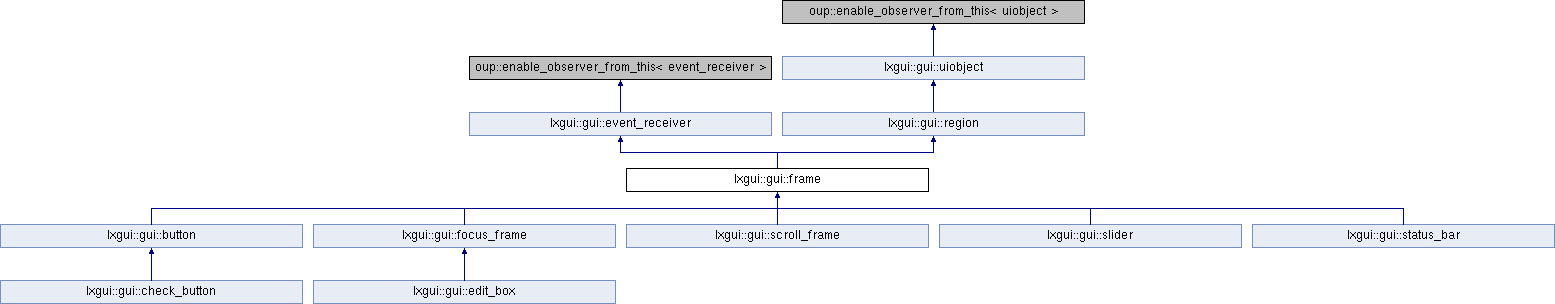 oup::enable_observer_from_this< uiobject >
oup::enable_observer_from_this< event_receiver >
lxgui::gui::uiobject
lxgui::gui::event_receiver
lxgui::gui::region
lxgui::gui::frame
lxgui::gui::button
lxgui::gui::focus_frame
lxgui::gui::scroll_frame
lxgui::gui::slider
lxgui::gui::status_bar
lxgui::gui::check_button
lxgui::gui::edit_box